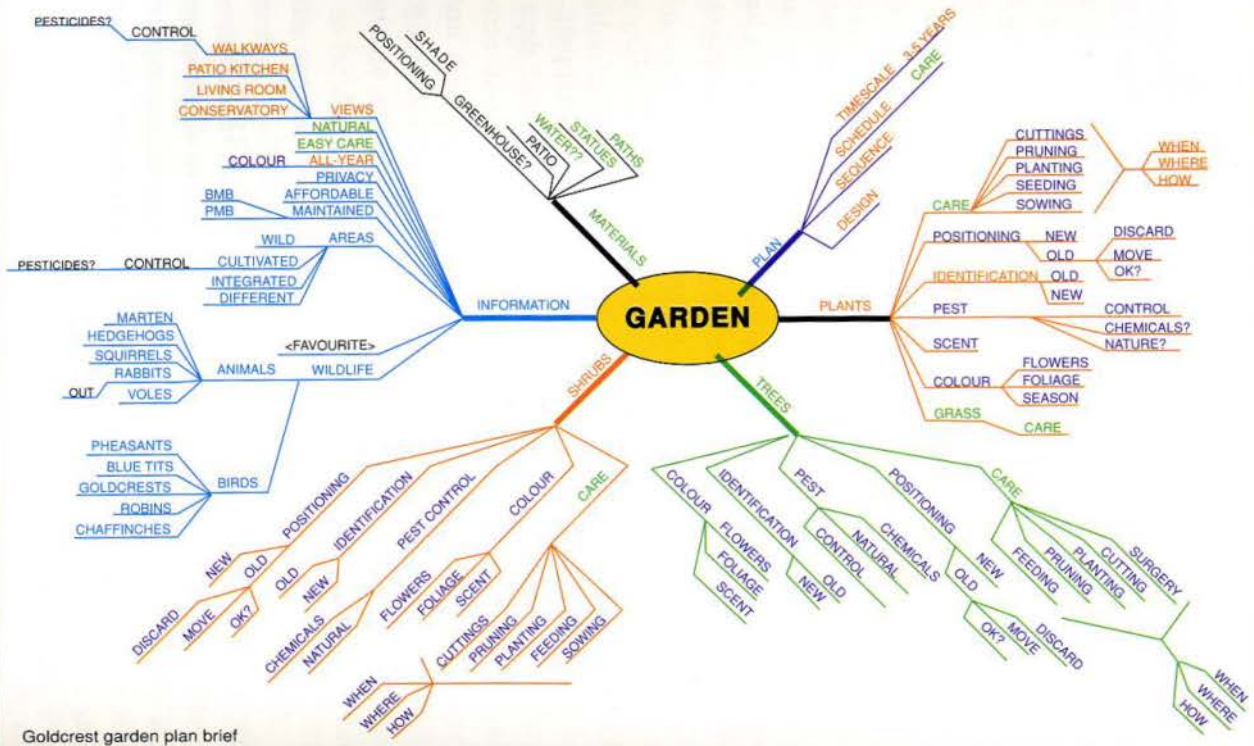 GARDEN
INFORMATION
VIEWS
WALKWAYS
CONTROL
PESTICIDES?
PATIO KITCHEN
LIVING ROOM
CONSERVATORY
NATURAL
EASY CARE
COLOUR ALL-YEAR
PRIVACY
AFFORDABLE
MAINTAINED
BMB
PMB
AREAS
WILD
PESTICIDES? CONTROL CULTIVATED
INTEGRATED
DIFFERENT
<FAVOURITE>
WILDLIFE
ANIMALS
MARTEN
HEDGEHOGS
SQUIRRELS
OUT RABBITS
VOLES
BIRDS
PHEASANTS
BLUE TITS
GOLDCRESTS
ROBINS
CHAFFINCHES
MATERIALS
GREENHOUSE?
POSITIONING
SHADE
PATIO
WATER??
STATUES
PATHS
PLAN
TIMESCALE 3-5 YEARS
SCHEDULE CARE
SEQUENCE
DESIGN
PLANTS
CARE
CUTTINGS
PRUNING
PLANTING
SEEDING
SOWING
WHEN
WHERE
HOW
POSITIONING
NEW
OLD
DISCARD
MOVE
OK?
IDENTIFICATION
OLD
NEW
PEST
CONTROL
CHEMICALS?
NATURE?
SCENT
COLOUR
FLOWERS
FOLIAGE
SEASON
GRASS
CARE
TREES
COLOUR
FLOWERS
FOLIAGE
SCENT
IDENTIFICATION
OLD
NEW
PEST
CONTROL
NATURAL
CHEMICALS
POSITIONING
NEW
OLD
OK?
MOVE
DISCARD
CARE
FEEDING
PRUNING
PLANTING
CUTTING
SURGERY
WHEN
WHERE
HOW
SHRUBS
POSITIONING
NEW
OLD
DISCARD
MOVE
OK?
IDENTIFICATION
OLD
NEW
PEST CONTROL
CHEMICALS
NATURAL
COLOUR
FLOWERS
FOLIAGE
SCENT
CARE
CUTTINGS
PRUNING
PLANTING
FEEDING
SOWING
WHEN
WHERE
HOW
Goldcrest garden plan brief